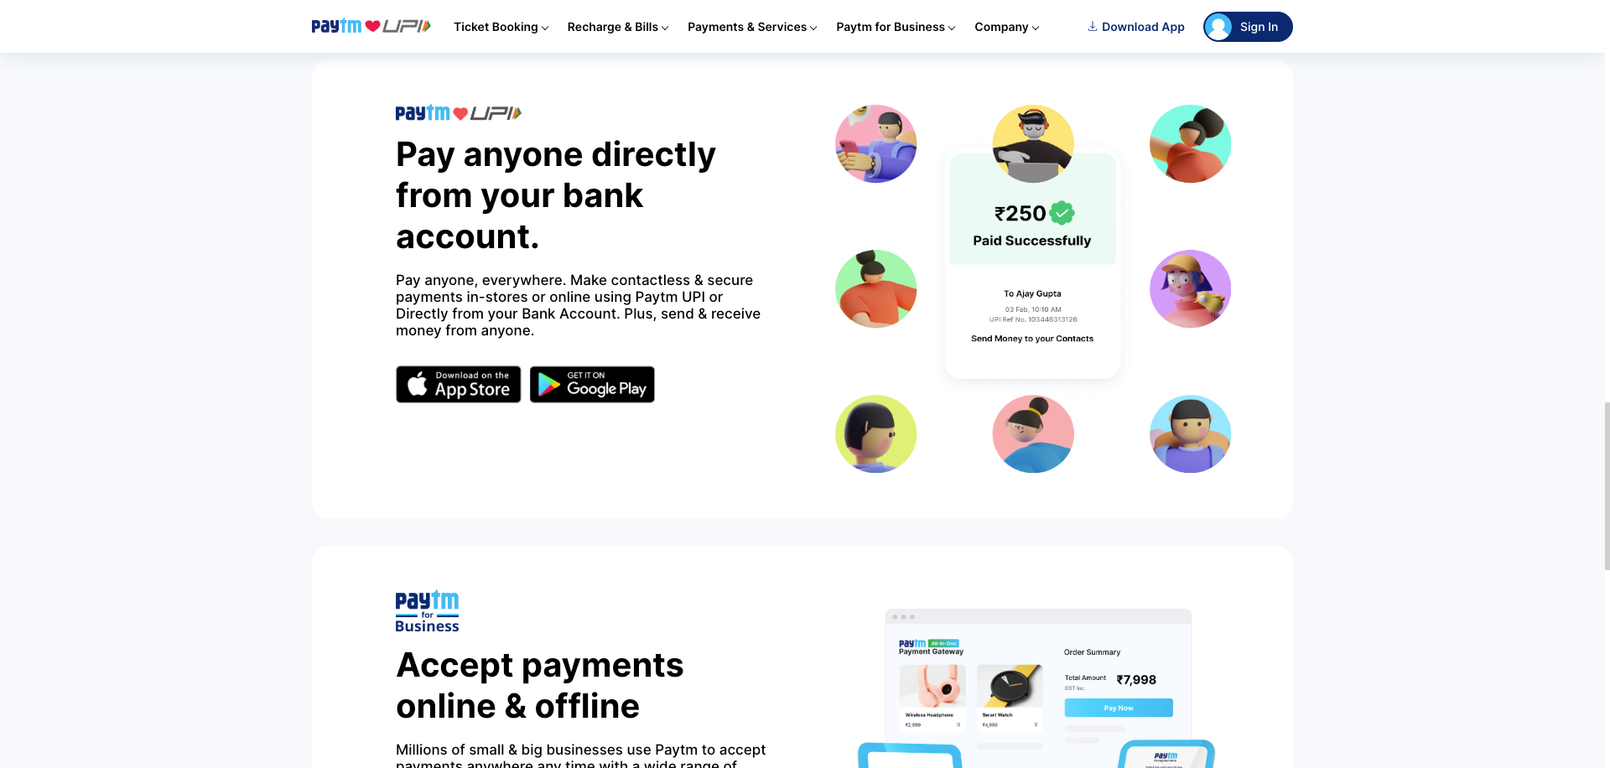 paytm UPI
Ticket Booking
Recharge & Bills
Payments & Services
Paytm for Business
Company
Download App
Sign In
paytm UPI
Pay anyone directly
from your bank
account.
Pay anyone, everywhere. Make contactless & secure
payments in-stores or online using Paytm UPI or
Directly from your Bank Account. Plus, send & receive
money from anyone.
Download on the
App Store
GET IT ON
Google Play
₹250
Paid Successfully
To Ajay Gupta
03 Feb, 10:10 AM
UPI Ref No. 103446313126
Send Money to your Contacts
paytm
for
Business
Accept payments
online & offline
Millions of small & big businesses use Paytm to accept
payments anywhere any time with a wide range of
paytm All-in-One
Payment Gateway
Wireless Headphone
₹2,999
Smart Watch
₹4,999
Order Summary
Total Amount ₹7,998
GST Inc.
Pay Now
paytm